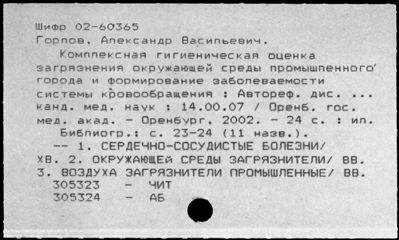 Шифр 02-60365
Горлов, Александр Васильевич.
Комплексная гигиеническая оценка
загрязнения окружающей среды промышленного
города и формирование заболеваемости
системы кровообращения : Автореф. дис. ...
канд. мед. наук : 14.00.07 / Оренб. гос.
мед. акад. - Оренбург, 2002. - 24 с. : ил.
Библиогр.: с. 23-24 (11 назв.).
-- 1. СЕРДЕЧНО-СОСУДИСТЫЕ БОЛЕЗНИ/
ХВ. 2. ОКРУЖАЮЩЕЙ СРЕДЫ ЗАГРЯЗНИТЕЛИ/ ВВ.
3. ВОЗДУХА ЗАГРЯЗНИТЕЛИ ПРОМЫШЛЕННЫЕ/ ВВ.
305323 - ЧИТ
305324 - АБ